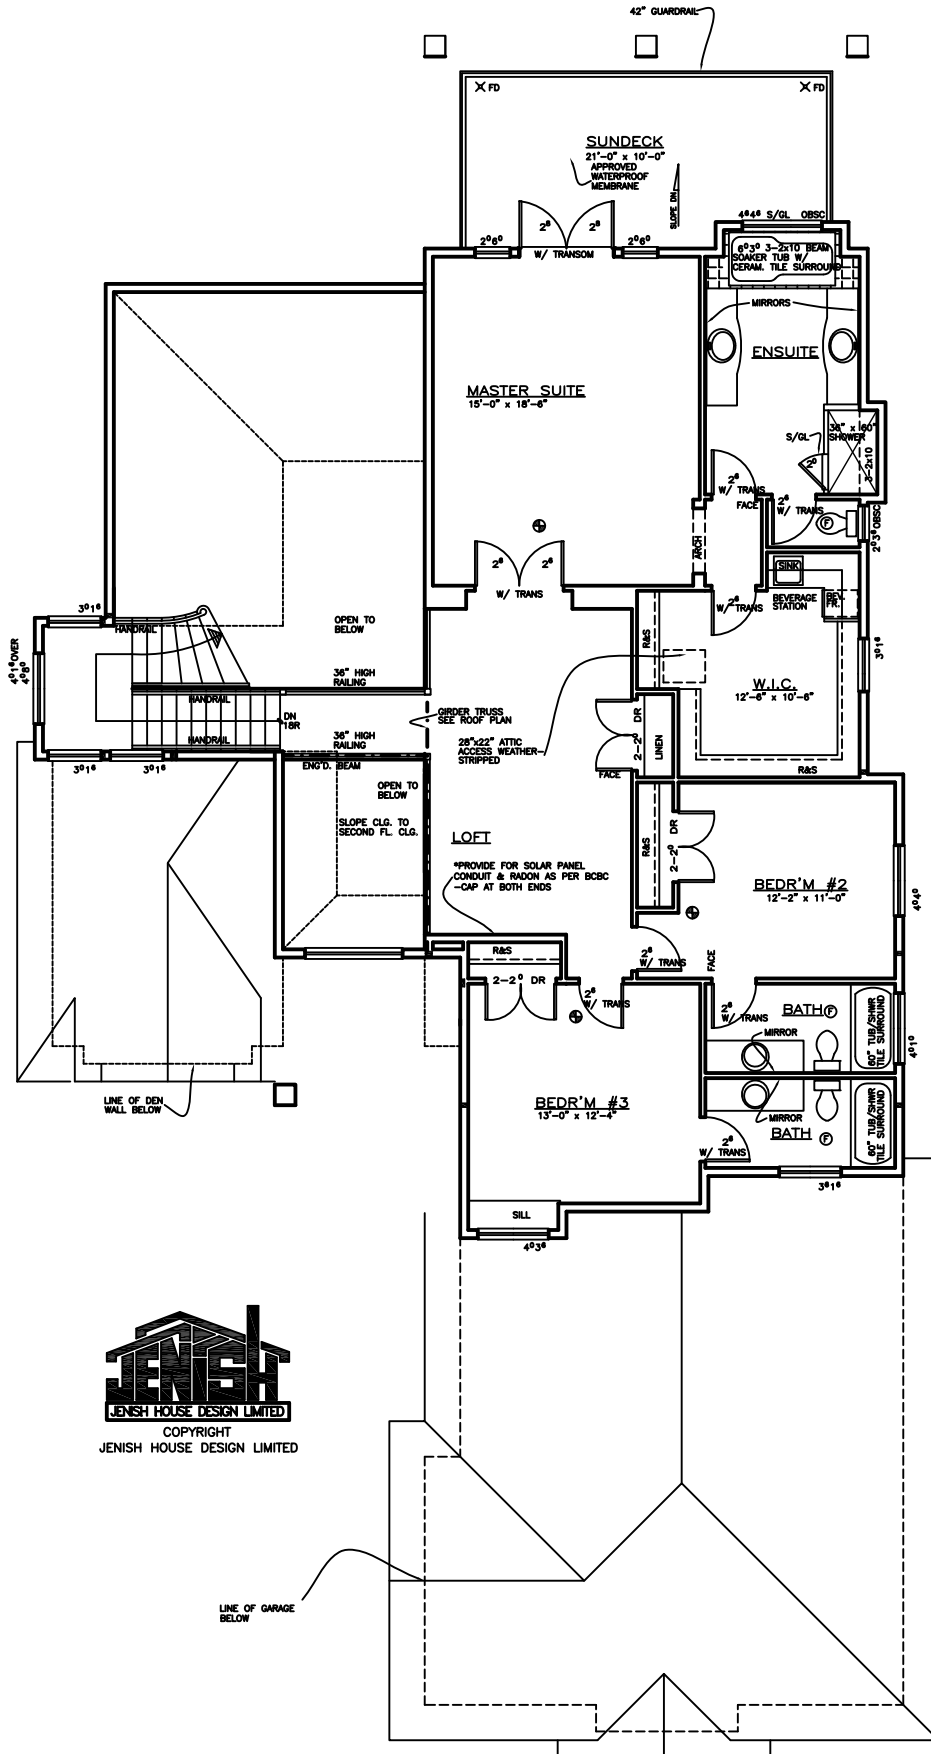 42" GUARDRAIL
FD
FD
SUNDECK
21'-0" x 10'-0"
APPROVED
WATERPROOF
MEMBRANE
SLOPE DN
2⁶
2⁶
W/ TRANSOM
2⁰6⁰
2⁰6⁰
4⁶4⁶ S/GL OBSC
6⁰3⁰ 3-2x10 BEAM
SOAKER TUB W/
CERAM. TILE SURROUND
MIRRORS
ENSUITE
MASTER SUITE
15'-0" x 18'-6"
36" x 60"
SHOWER
S/GL
2⁰
3-2x10
2⁶
W/ TRANS
FACE
2⁶
W/ TRANS
F
2⁰3⁶ OBSC
ARCH
2⁶
2⁶
W/ TRANS
SINK
BEVERAGE
STATION
BEV.
FR.
2⁶
W/ TRANS
R&S
W.I.C.
12'-6" x 10'-6"
R&S
3⁰1⁶
3⁰1⁶
HANDRAIL
4⁰1⁶ OVER
4⁰8⁰
OPEN TO
BELOW
36" HIGH
RAILING
HANDRAIL
DN
18R
HANDRAIL
36" HIGH
RAILING
3⁰1⁶
3⁰1⁶
ENG'D. BEAM
GIRDER TRUSS
SEE ROOF PLAN
28"x22" ATTIC
ACCESS WEATHER-
STRIPPED
2-2⁰ DR
LINEN
FACE
OPEN TO
BELOW
SLOPE CLG. TO
SECOND FL. CLG.
LOFT
*PROVIDE FOR SOLAR PANEL
CONDUIT & RADON AS PER BCBC
-CAP AT BOTH ENDS
R&S
2-2⁰ DR
BEDR'M #2
12'-2" x 11'-0"
4⁰4⁰
2⁶
W/ TRANS
FACE
R&S
2-2⁰ DR
2⁶
W/ TRANS
2⁶
W/ TRANS
BATH
F
MIRROR
60" TUB/SHWR
TILE SURROUND
4⁰1⁰
LINE OF DEN
WALL BELOW
BEDR'M #3
13'-0" x 12'-4"
MIRROR
BATH
F
60" TUB/SHWR
TILE SURROUND
2⁶
W/ TRANS
3⁶1⁶
SILL
4⁰3⁶
JENISH
JENISH HOUSE DESIGN LIMITED
COPYRIGHT
JENISH HOUSE DESIGN LIMITED
LINE OF GARAGE
BELOW